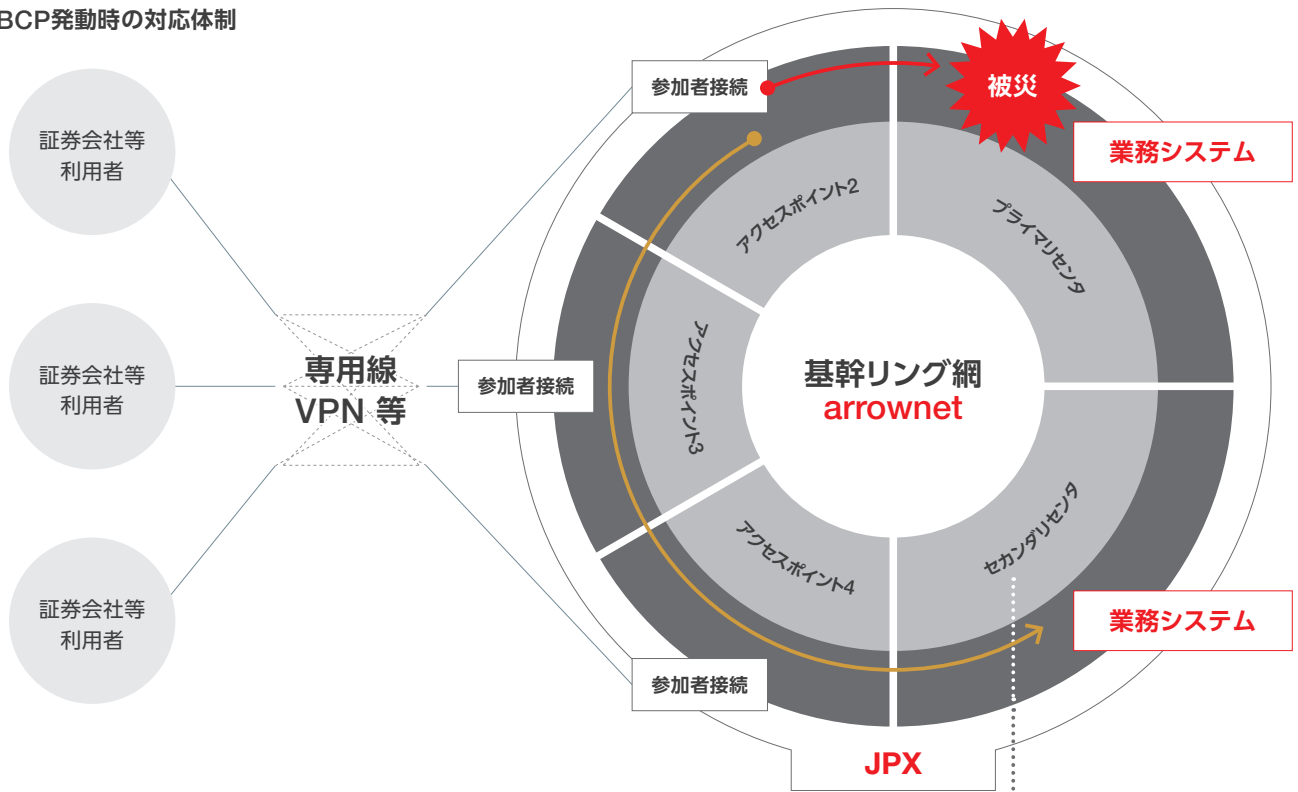 BCP発動時の対応体制
証券会社等
利用者
証券会社等
利用者
証券会社等
利用者
専用線
VPN 等
参加者接続
参加者接続
参加者接続
被災
業務システム
アクセスポイント2
プライマリセンタ
アクセスポイント3
基幹リング網
arrownet
アクセスポイント4
セカンダリセンタ
業務システム
JPX